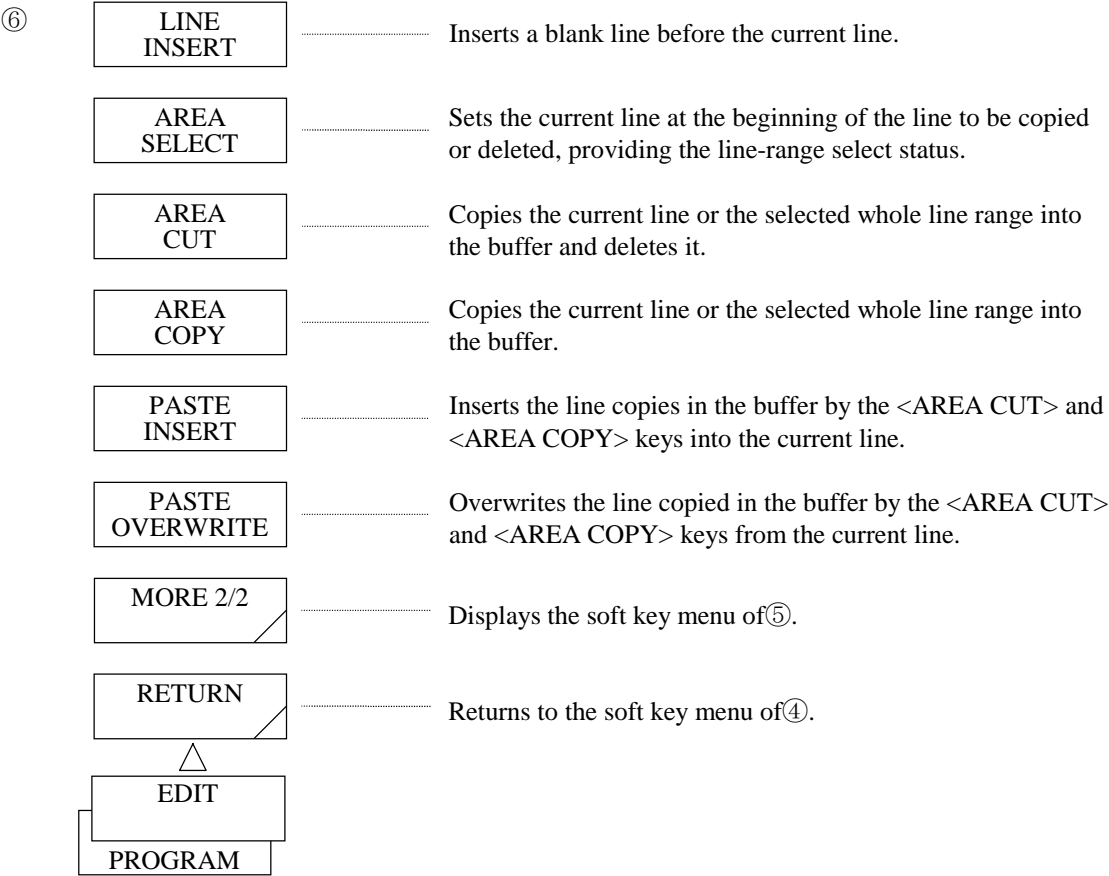 ⑥
LINE
INSERT
Inserts a blank line before the current line.
AREA
SELECT
Sets the current line at the beginning of the line to be copied
or deleted, providing the line-range select status.
AREA
CUT
Copies the current line or the selected whole line range into
the buffer and deletes it.
AREA
COPY
Copies the current line or the selected whole line range into
the buffer.
PASTE
INSERT
Inserts the line copies in the buffer by the <AREA CUT> and
<AREA COPY> keys into the current line.
PASTE
OVERWRITE
Overwrites the line copied in the buffer by the <AREA CUT>
and <AREA COPY> keys from the current line.
MORE 2/2
Displays the soft key menu of⑤.
RETURN
Returns to the soft key menu of④.
EDIT
PROGRAM